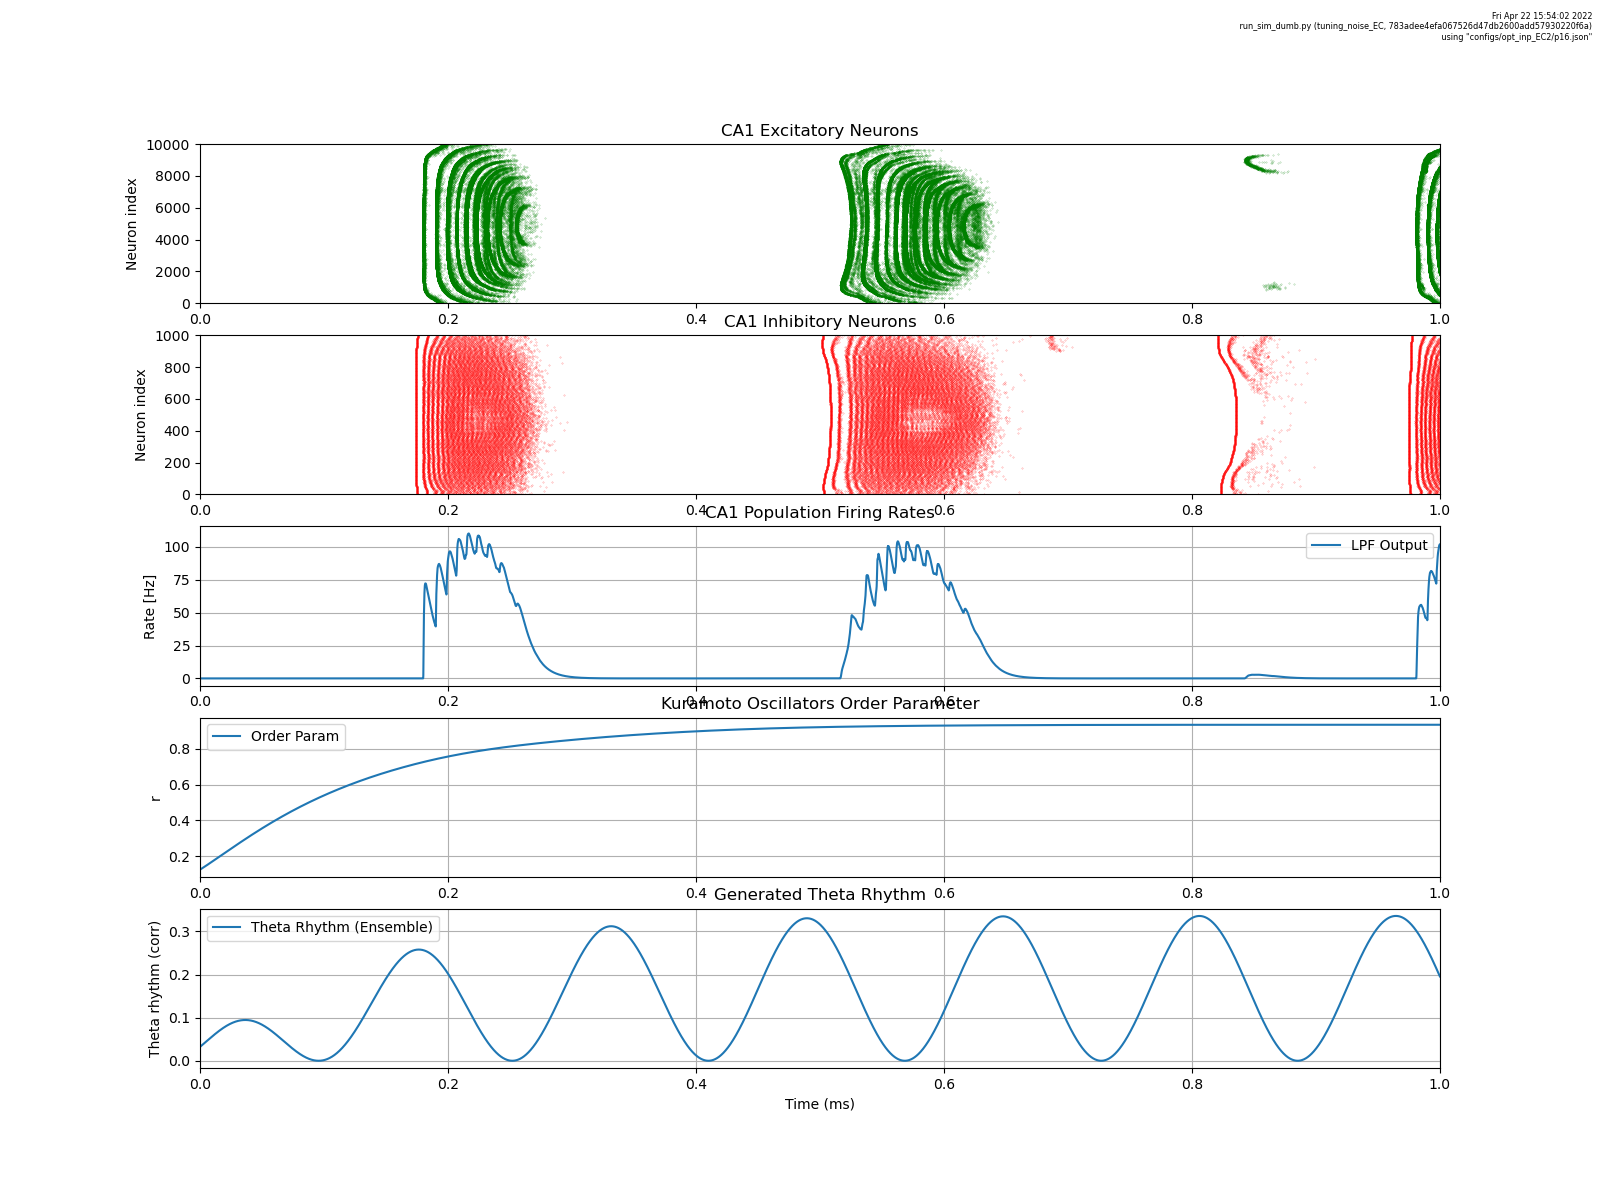 Fri Apr 22 15:54:02 2022
run_sim_dumb.py (tuning_noise_EC, 783adee4efa067526d47db2600add57930220f6a)
using "configs/opt_inp_EC2/p16.json"
CA1 Excitatory Neurons
Neuron index
10000
8000
6000
4000
2000
0
0.0 0.2 0.4 0.6 0.8 1.0
CA1 Inhibitory Neurons
Neuron index
1000
800
600
400
200
0
0.0 0.2 0.4 0.6 0.8 1.0
CA1 Population Firing Rates
LPF Output
Rate [Hz]
100
75
50
25
0
0.0 0.2 0.4 0.6 0.8 1.0
Kuramoto Oscillators Order Parameter
Order Param
r
0.8
0.6
0.4
0.2
0.0 0.2 0.4 0.6 0.8 1.0
Generated Theta Rhythm
Theta Rhythm (Ensemble)
Theta rhythm (corr)
0.3
0.2
0.1
0.0
0.0 0.2 0.4 0.6 0.8 1.0
Time (ms)